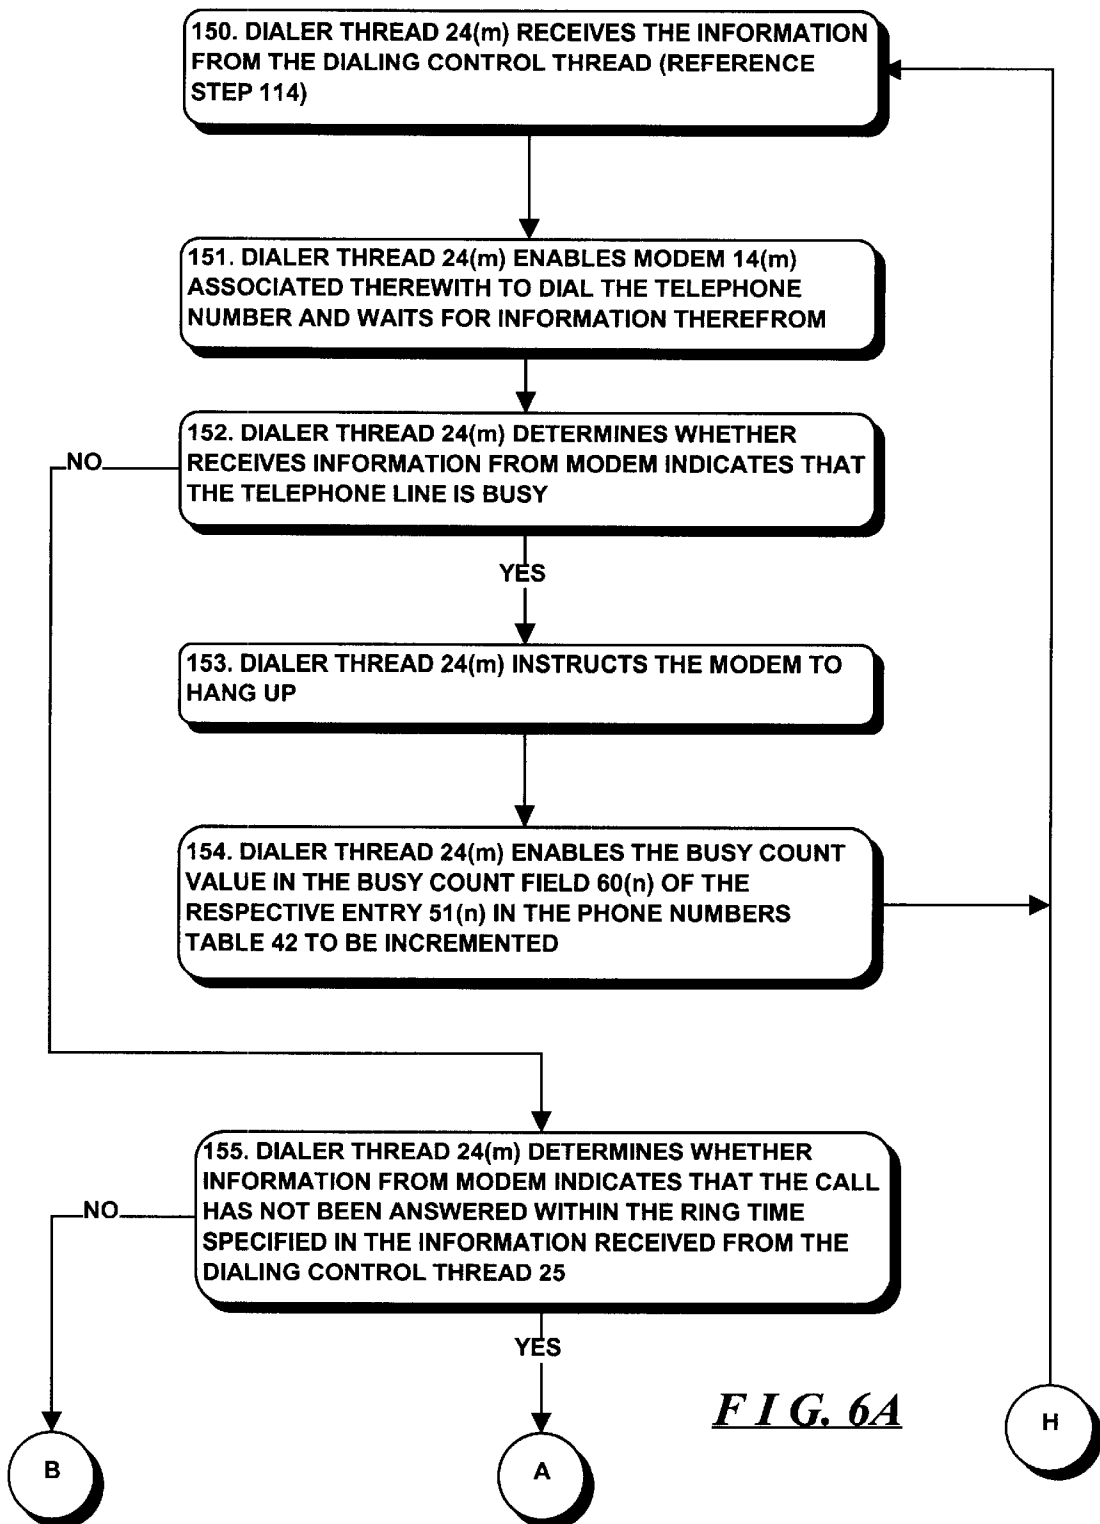 150. DIALER THREAD 24(m) RECEIVES THE INFORMATION
FROM THE DIALING CONTROL THREAD (REFERENCE
STEP 114)
151. DIALER THREAD 24(m) ENABLES MODEM 14(m)
ASSOCIATED THEREWITH TO DIAL THE TELEPHONE
NUMBER AND WAITS FOR INFORMATION THEREFROM
152. DIALER THREAD 24(m) DETERMINES WHETHER
RECEIVES INFORMATION FROM MODEM INDICATES THAT
THE TELEPHONE LINE IS BUSY
NO
YES
153. DIALER THREAD 24(m) INSTRUCTS THE MODEM TO
HANG UP
154. DIALER THREAD 24(m) ENABLES THE BUSY COUNT
VALUE IN THE BUSY COUNT FIELD 60(n) OF THE
RESPECTIVE ENTRY 51(n) IN THE PHONE NUMBERS
TABLE 42 TO BE INCREMENTED
155. DIALER THREAD 24(m) DETERMINES WHETHER
INFORMATION FROM MODEM INDICATES THAT THE CALL
HAS NOT BEEN ANSWERED WITHIN THE RING TIME
SPECIFIED IN THE INFORMATION RECEIVED FROM THE
DIALING CONTROL THREAD 25
NO
YES
F I G. 6A
B
A
H